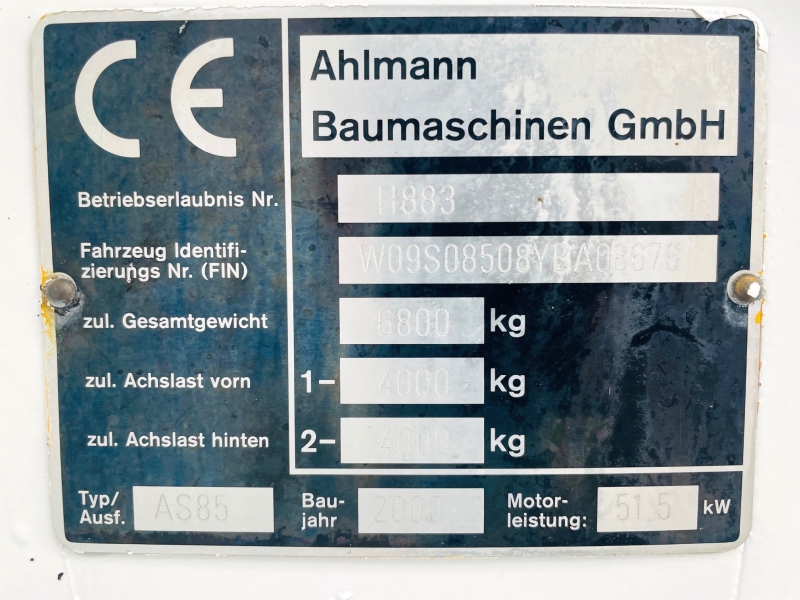 CE
Ahlmann
Baumaschinen GmbH
Betriebserlaubnis Nr. H883
Fahrzeug Identifi-
zierungs Nr. (FIN) W09S08508YBA08676
zul. Gesamtgewicht 6800 kg
zul. Achslast vorn 1- 4000 kg
zul. Achslast hinten 2- 4000 kg
Typ/
Ausf. AS85
Bau-
jahr 2000
Motor-
leistung: 51.5 kW